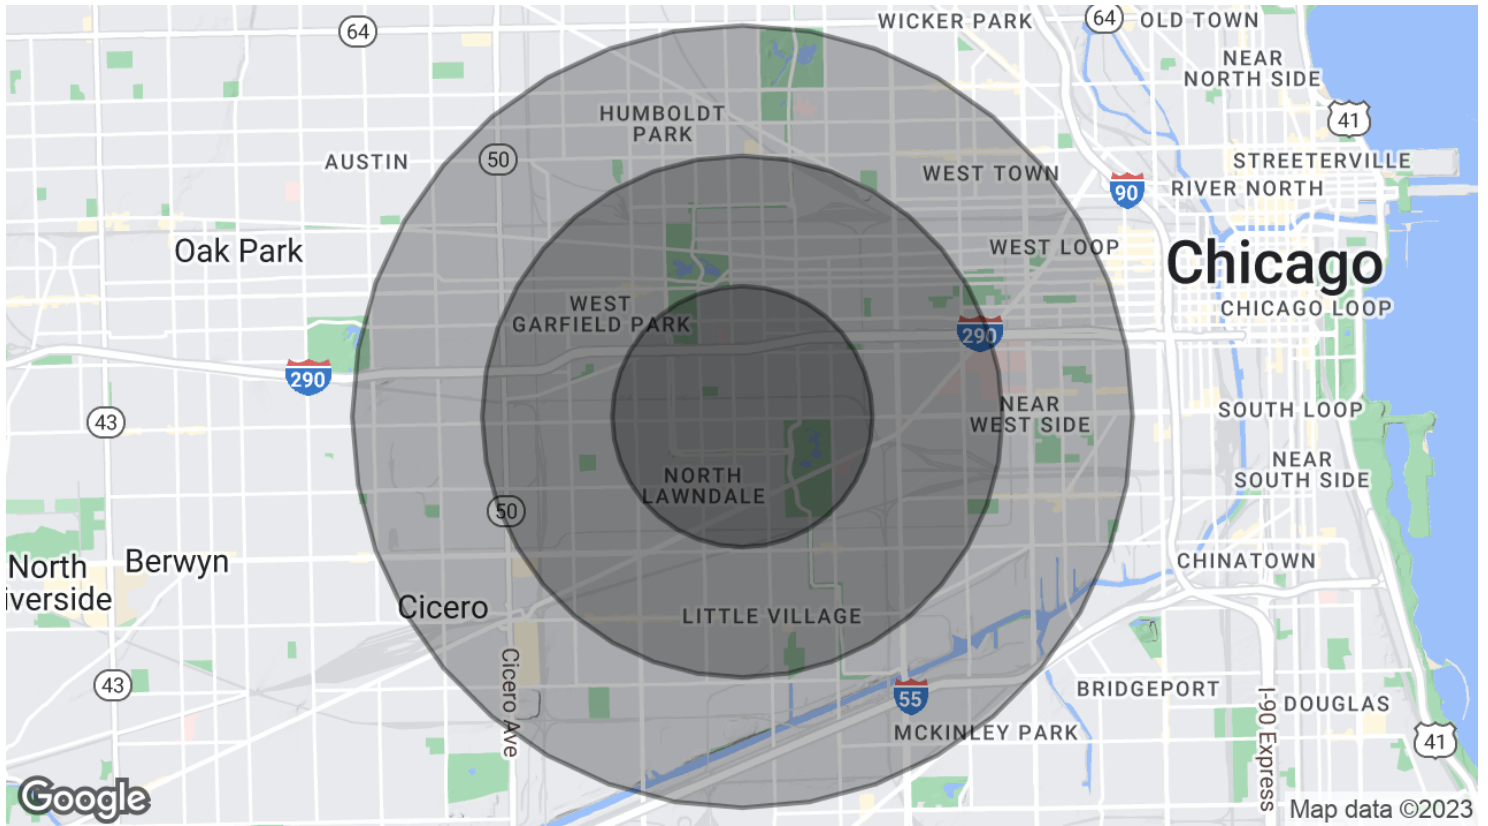 WICKER PARK
64
OLD TOWN
64
NEAR
NORTH SIDE
HUMBOLDT
PARK
41
AUSTIN
50
STREETERVILLE
WEST TOWN
90
RIVER NORTH
Oak Park
WEST LOOP
Chicago
WEST
GARFIELD PARK
CHICAGO LOOP
290
290
43
NEAR
WEST SIDE
SOUTH LOOP
NORTH
LAWNDALE
NEAR
SOUTH SIDE
50
North
iverside
Berwyn
CHINATOWN
Cicero
LITTLE VILLAGE
Cicero Ave
43
55
BRIDGEPORT
I-90 Express
DOUGLAS
MCKINLEY PARK
41
Google
Map data ©2023